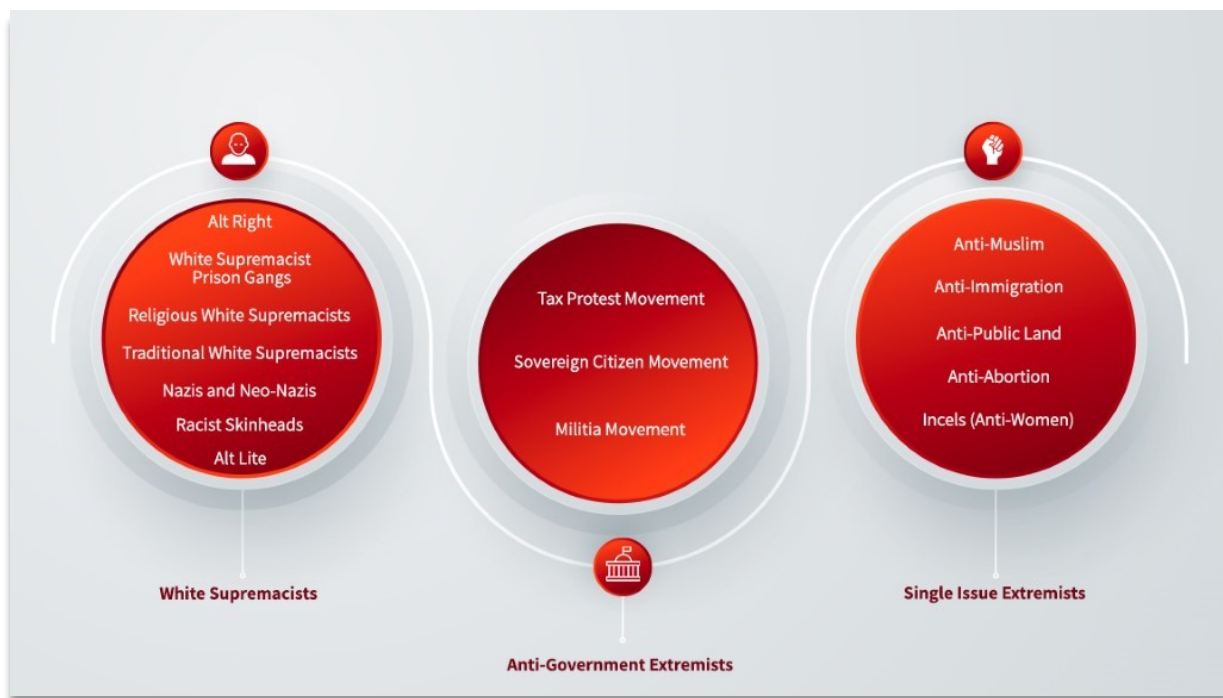 Alt Right
White Supremacist
Prison Gangs
Religious White Supremacists
Traditional White Supremacists
Nazis and Neo-Nazis
Racist Skinheads
Alt Lite
White Supremacists
Tax Protest Movement
Sovereign Citizen Movement
Militia Movement
Anti-Government Extremists
Anti-Muslim
Anti-Immigration
Anti-Public Land
Anti-Abortion
Incels (Anti-Women)
Single Issue Extremists